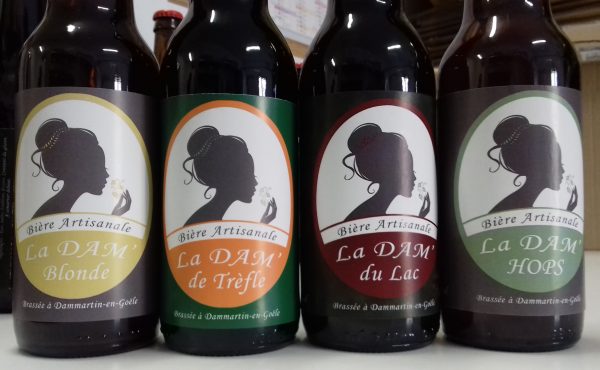 Bière Artisanale
La DAM'
Blonde
Brassée à Dammartin-en-Goële
Bière Artisanale
La DAM'
de Trèfle
Brassée à Dammartin-en-Goële
Bière Artisanale
La DAM'
du Lac
Brassée à Dammartin-en-Goële
Bière Artisanale
La DAM'
HOPS
Brassée à Dammartin-en-Goële